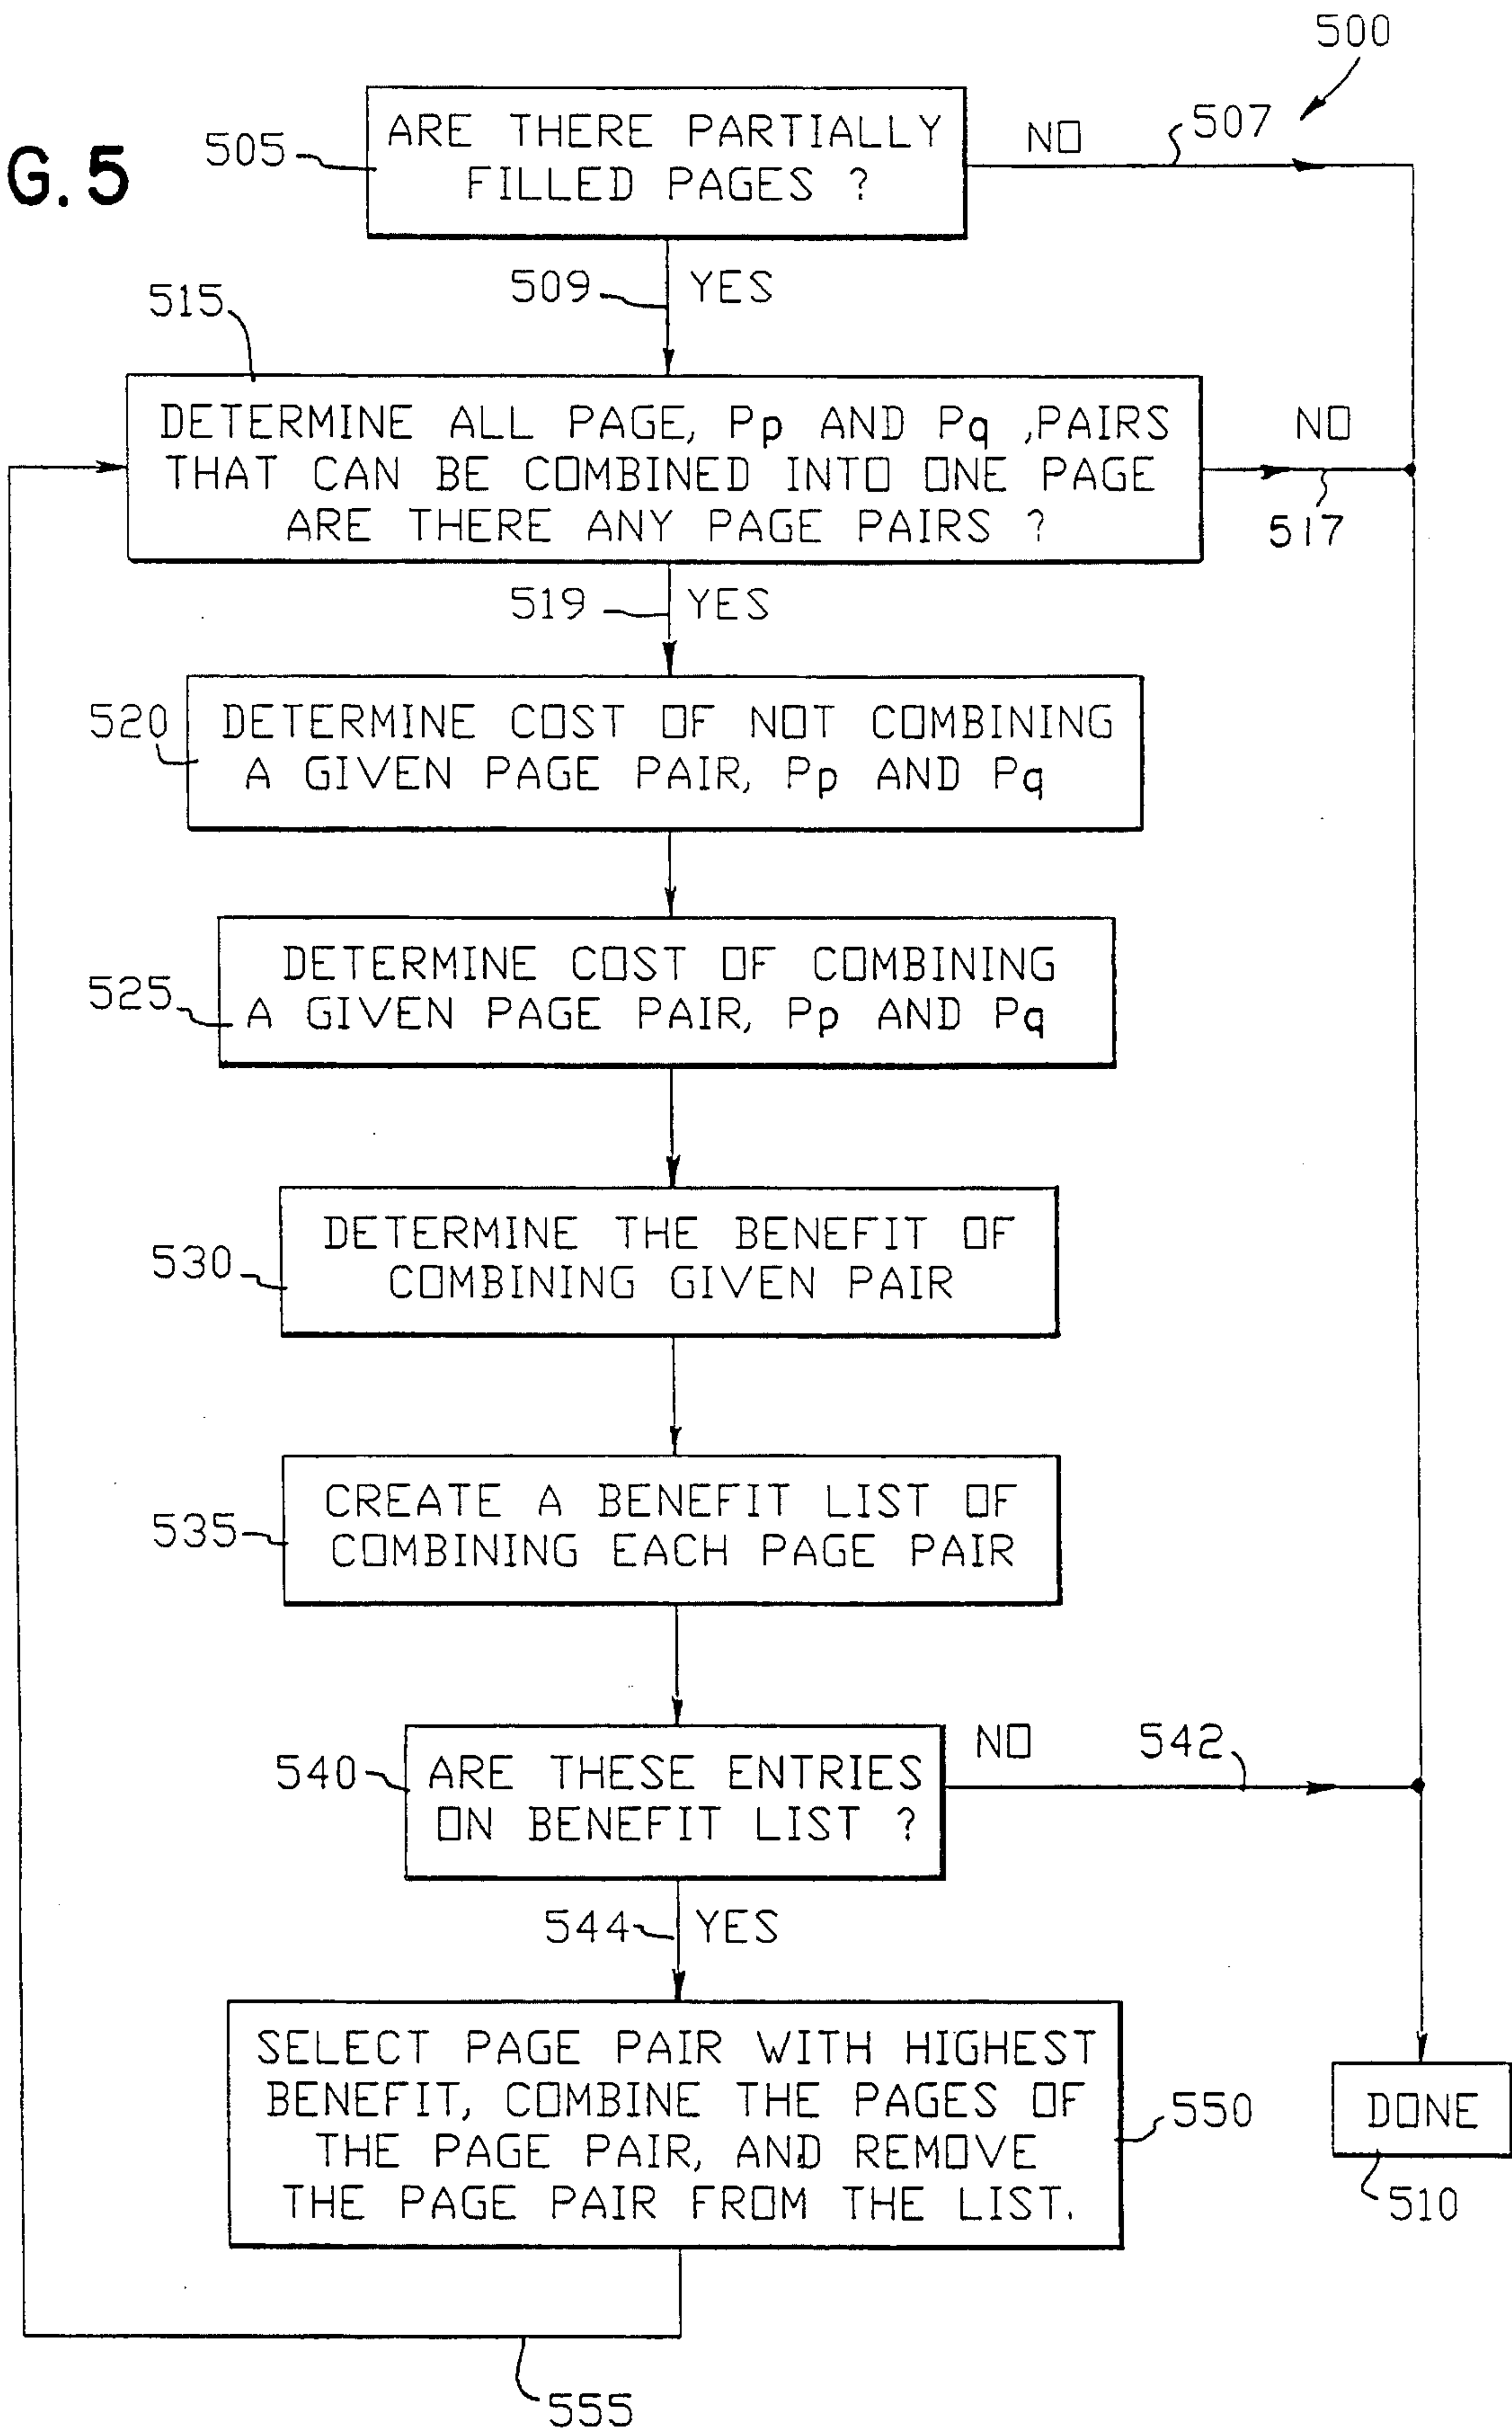 500
G. 5
505
ARE THERE PARTIALLY
FILLED PAGES ?
NO
507
509
YES
515
DETERMINE ALL PAGE, Pp AND Pq ,PAIRS
THAT CAN BE COMBINED INTO ONE PAGE
ARE THERE ANY PAGE PAIRS ?
NO
517
519
YES
520
DETERMINE COST OF NOT COMBINING
A GIVEN PAGE PAIR, Pp AND Pq
525
DETERMINE COST OF COMBINING
A GIVEN PAGE PAIR, Pp AND Pq
530
DETERMINE THE BENEFIT OF
COMBINING GIVEN PAIR
535
CREATE A BENEFIT LIST OF
COMBINING EACH PAGE PAIR
540
ARE THESE ENTRIES
ON BENEFIT LIST ?
NO
542
544
YES
SELECT PAGE PAIR WITH HIGHEST
BENEFIT, COMBINE THE PAGES OF
THE PAGE PAIR, AND REMOVE
THE PAGE PAIR FROM THE LIST.
550
DONE
510
555